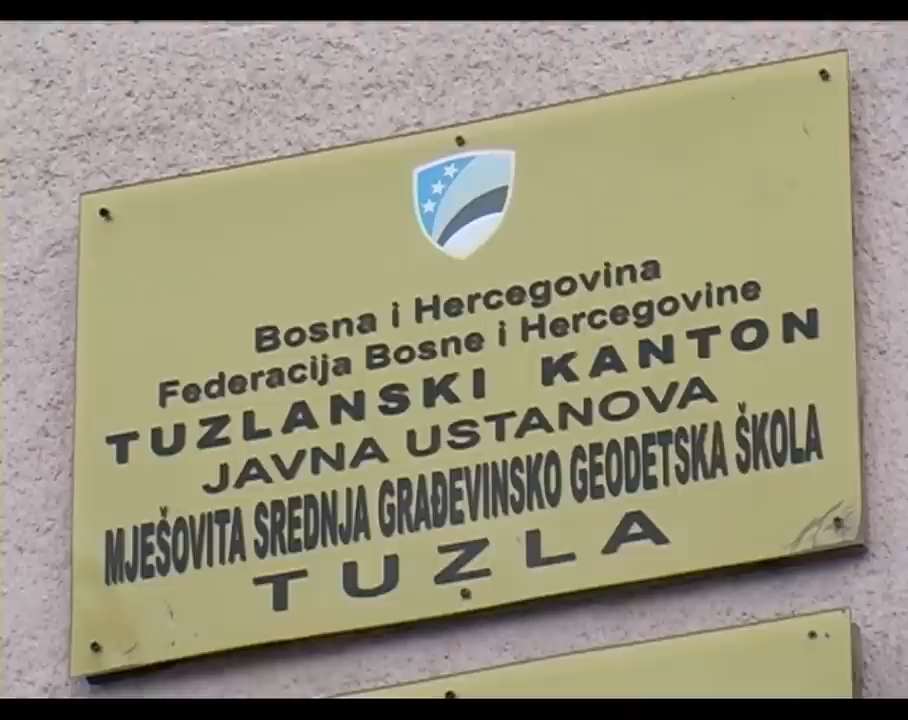 Bosna i Hercegovina
Federacija Bosne i Hercegovine
TUZLANSKI KANTON
JAVNA USTANOVA
MJEŠOVITA SREDNJA GRAĐEVINSKO GEODETSKA ŠKOLA
TUZLA